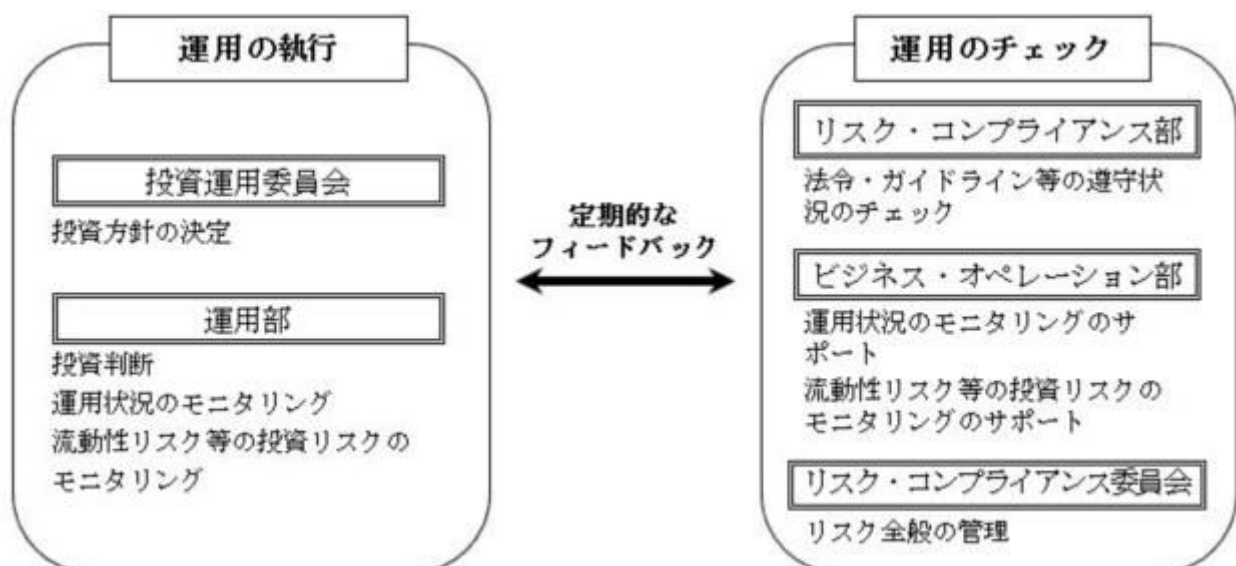 運用の執行
投資運用委員会
投資方針の決定
運用部
投資判断
運用状況のモニタリング
流動性リスク等の投資リスクの
モニタリング
定期的な
フィードバック
運用のチェック
リスク・コンプライアンス部
法令・ガイドライン等の遵守状
況のチェック
ビジネス・オペレーション部
運用状況のモニタリングのサ
ポート
流動性リスク等の投資リスクの
モニタリングのサポート
リスク・コンプライアンス委員会
リスク全般の管理